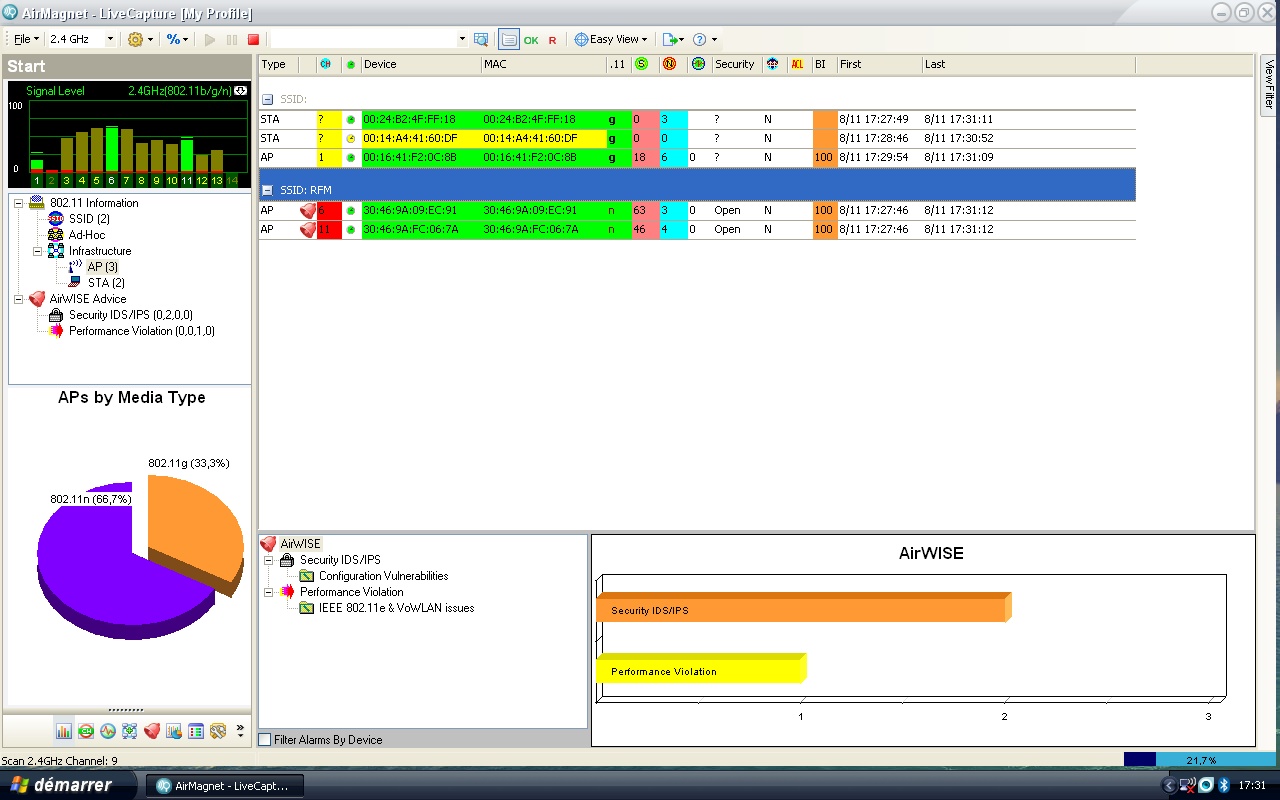 AirMagnet - LiveCapture [My Profile]
File 2.4 GHz % OK R Easy View ?
Start
Signal Level 2.4GHz(802.11b/g/n)
100
0
1 2 3 4 5 6 7 8 9 10 11 12 13 14
802.11 Information
SSID (2)
Ad-Hoc
Infrastructure
AP (3)
STA (2)
AirWISE Advice
Security IDS/IPS (0,2,0,0)
Performance Violation (0,0,1,0)
APs by Media Type
802.11g (33,3%)
802.11n (66,7%)
Type CH Device MAC .11 S N Security ACL BI First Last
SSID:
STA ? 00:24:B2:4F:FF:18 00:24:B2:4F:FF:18 g 0 3 ? N 8/11 17:27:49 8/11 17:31:11
STA ? 00:14:A4:41:60:DF 00:14:A4:41:60:DF g 0 0 ? N 8/11 17:28:46 8/11 17:30:52
AP 1 00:16:41:F2:0C:8B 00:16:41:F2:0C:8B g 18 6 0 ? N 100 8/11 17:29:54 8/11 17:31:09
SSID: RFM
AP 6 30:46:9A:09:EC:91 30:46:9A:09:EC:91 n 63 3 0 Open N 100 8/11 17:27:46 8/11 17:31:12
AP 11 30:46:9A:FC:06:7A 30:46:9A:FC:06:7A n 46 4 0 Open N 100 8/11 17:27:46 8/11 17:31:12
View Filter
AirWISE
Security IDS/IPS
Configuration Vulnerabilities
Performance Violation
IEEE 802.11e & VoWLAN issues
Filter Alarms By Device
AirWISE
Security IDS/IPS
Performance Violation
1 2 3
Scan 2.4GHz Channel: 9
21,7%
démarrer
AirMagnet - LiveCapt...
17:31